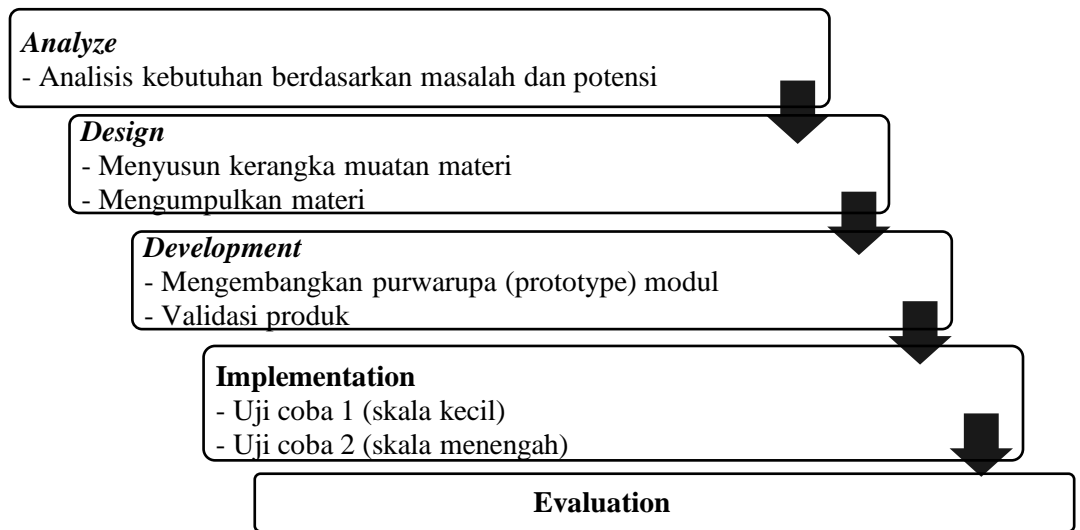 Analyze
- Analisis kebutuhan berdasarkan masalah dan potensi
Design
- Menyusun kerangka muatan materi
- Mengumpulkan materi
Development
- Mengembangkan purwarupa (prototype) modul
- Validasi produk
Implementation
- Uji coba 1 (skala kecil)
- Uji coba 2 (skala menengah)
Evaluation